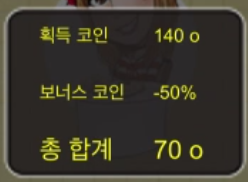 획득 코인 140 o
보너스 코인 -50%
총 합계 70 o